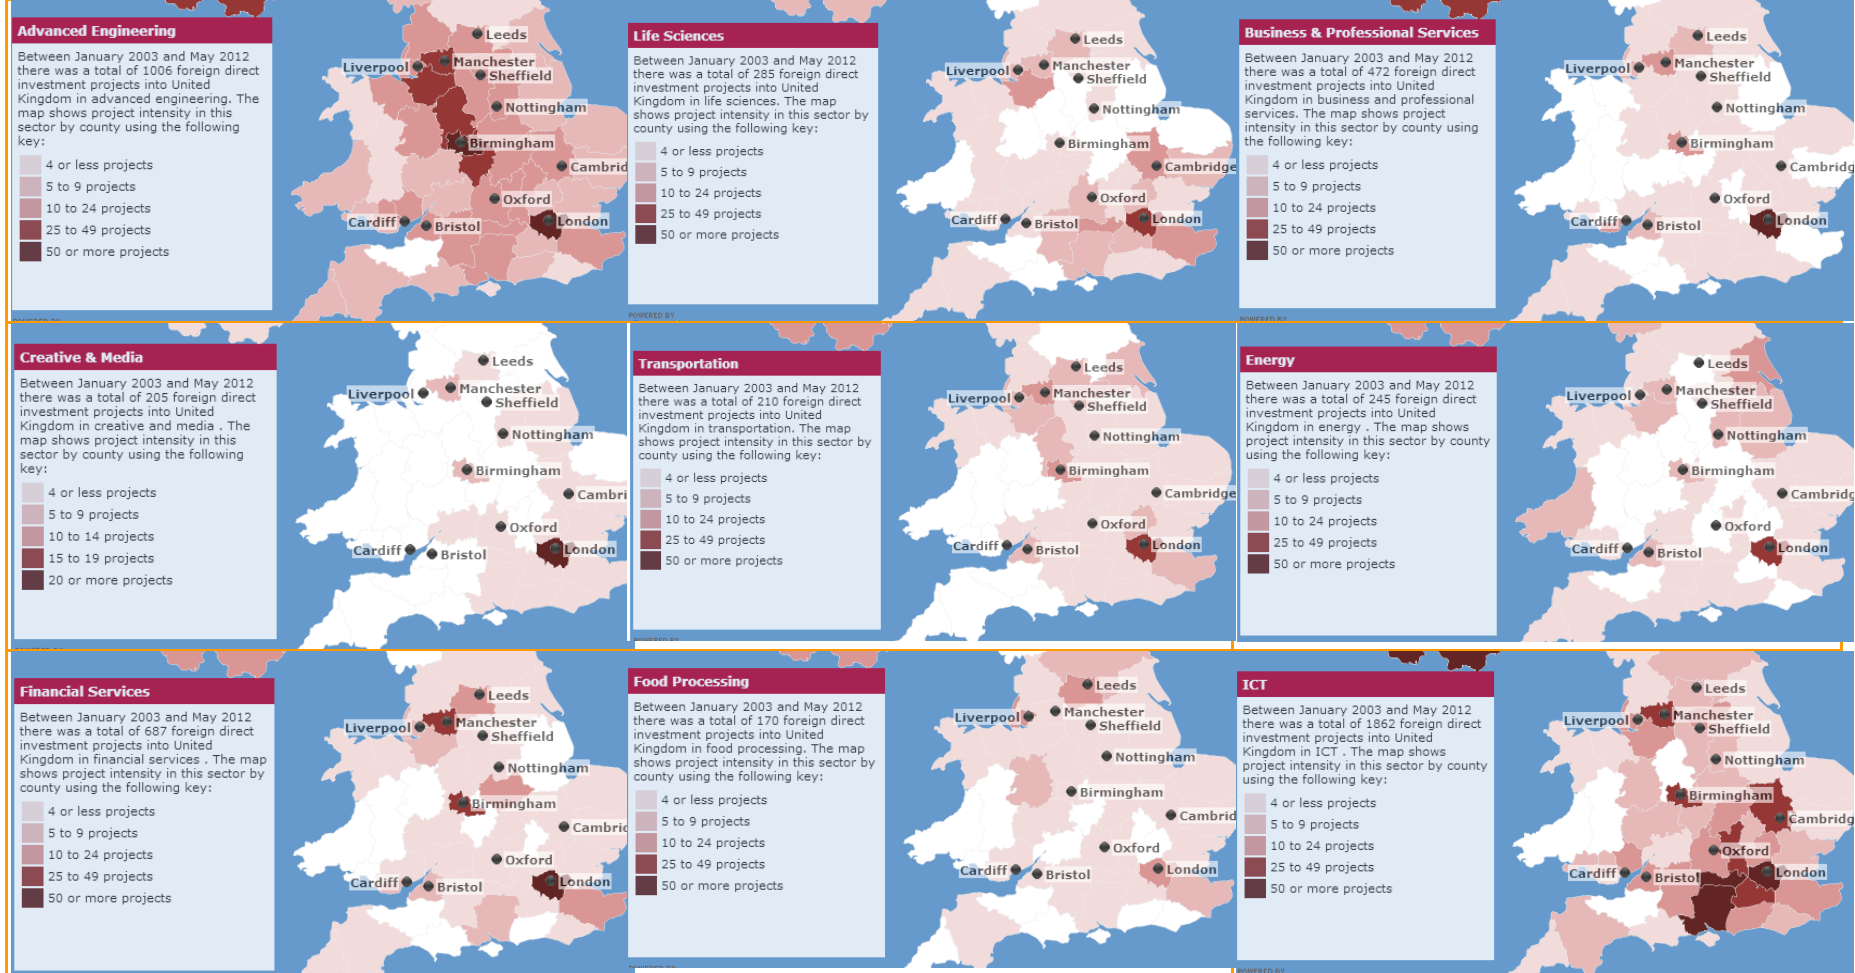 Advanced Engineering
Between January 2003 and May 2012
there was a total of 1006 foreign direct
investment projects into United
Kingdom in advanced engineering. The
map shows project intensity in this
sector by county using the following
key:
4 or less projects
5 to 9 projects
10 to 24 projects
25 to 49 projects
50 or more projects
POWERED BY
Leeds
Liverpool
Manchester
Sheffield
Nottingham
Birmingham
Cambrid
Oxford
Cardiff
Bristol
London
Life Sciences
Between January 2003 and May 2012
there was a total of 285 foreign direct
investment projects into United
Kingdom in life sciences. The map
shows project intensity in this sector by
county using the following key:
4 or less projects
5 to 9 projects
10 to 24 projects
25 to 49 projects
50 or more projects
POWERED BY
Leeds
Liverpool
Manchester
Sheffield
Nottingham
Birmingham
Cambridge
Oxford
Cardiff
Bristol
London
Business & Professional Services
Between January 2003 and May 2012
there was a total of 472 foreign direct
investment projects into United
Kingdom in business and professional
services. The map shows project
intensity in this sector by county using
the following key:
4 or less projects
5 to 9 projects
10 to 24 projects
25 to 49 projects
50 or more projects
POWERED BY
Leeds
Liverpool
Manchester
Sheffield
Nottingham
Birmingham
Cambridg
Oxford
Cardiff
Bristol
London
Creative & Media
Between January 2003 and May 2012
there was a total of 205 foreign direct
investment projects into United
Kingdom in creative and media . The
map shows project intensity in this
sector by county using the following
key:
4 or less projects
5 to 9 projects
10 to 14 projects
15 to 19 projects
20 or more projects
Leeds
Liverpool
Manchester
Sheffield
Nottingham
Birmingham
Cambri
Oxford
Cardiff
Bristol
London
Transportation
Between January 2003 and May 2012
there was a total of 210 foreign direct
investment projects into United
Kingdom in transportation. The map
shows project intensity in this sector by
county using the following key:
4 or less projects
5 to 9 projects
10 to 24 projects
25 to 49 projects
50 or more projects
POWERED BY
Leeds
Liverpool
Manchester
Sheffield
Nottingham
Birmingham
Cambridge
Oxford
Cardiff
Bristol
London
Energy
Between January 2003 and May 2012
there was a total of 245 foreign direct
investment projects into United
Kingdom in energy . The map shows
project intensity in this sector by county
using the following key:
4 or less projects
5 to 9 projects
10 to 24 projects
25 to 49 projects
50 or more projects
Leeds
Liverpool
Manchester
Sheffield
Nottingham
Birmingham
Cambridg
Oxford
Cardiff
Bristol
London
Financial Services
Between January 2003 and May 2012
there was a total of 687 foreign direct
investment projects into United
Kingdom in financial services . The map
shows project intensity in this sector by
county using the following key:
4 or less projects
5 to 9 projects
10 to 24 projects
25 to 49 projects
50 or more projects
Leeds
Liverpool
Manchester
Sheffield
Nottingham
Birmingham
Cambrid
Oxford
Cardiff
Bristol
London
Food Processing
Between January 2003 and May 2012
there was a total of 170 foreign direct
investment projects into United
Kingdom in food processing. The map
shows project intensity in this sector by
county using the following key:
4 or less projects
5 to 9 projects
10 to 24 projects
25 to 49 projects
50 or more projects
POWERED BY
Leeds
Liverpool
Manchester
Sheffield
Nottingham
Birmingham
Cambrid
Oxford
Cardiff
Bristol
London
ICT
Between January 2003 and May 2012
there was a total of 1862 foreign direct
investment projects into United
Kingdom in ICT . The map shows
project intensity in this sector by county
using the following key:
4 or less projects
5 to 9 projects
10 to 24 projects
25 to 49 projects
50 or more projects
POWERED BY
Leeds
Liverpool
Manchester
Sheffield
Nottingham
Birmingham
Cambridg
Oxford
Cardiff
Bristol
London